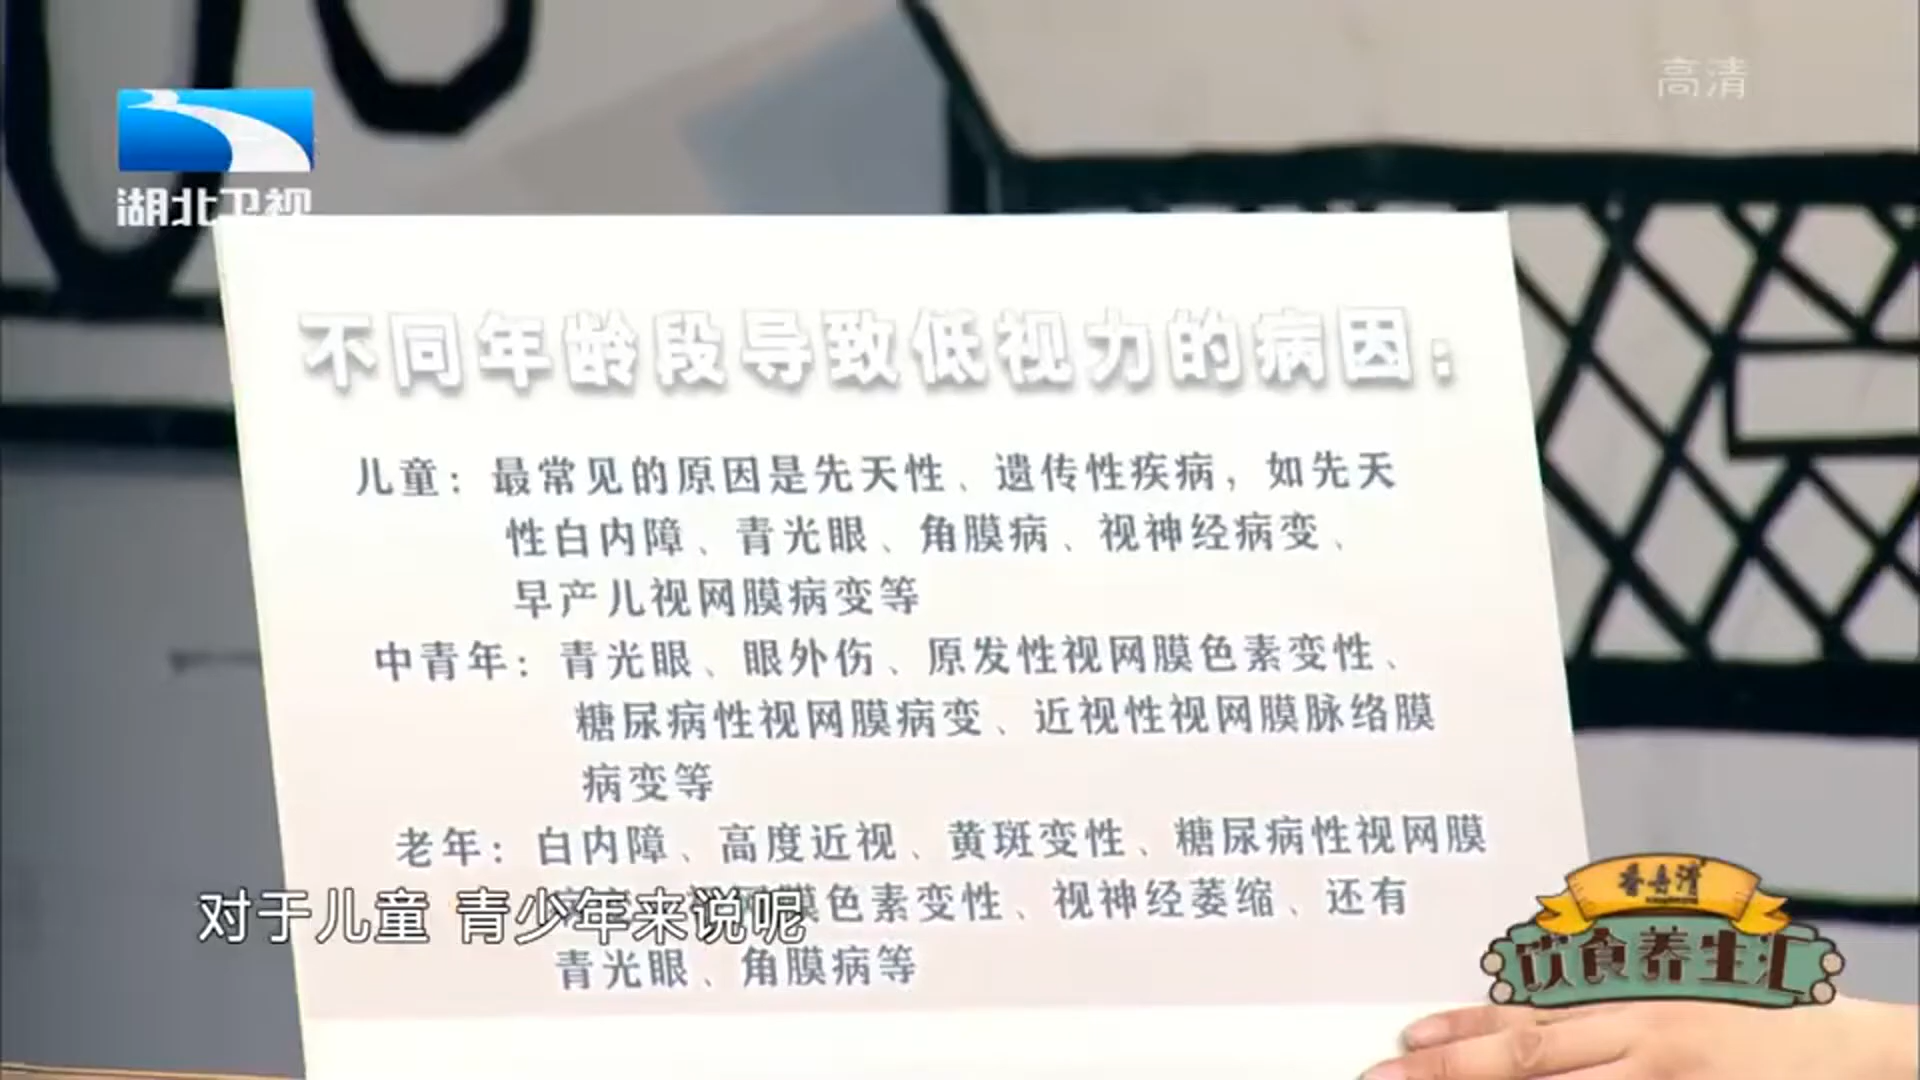 高清
湖北卫视
不同年龄段导致低视力的病因：
儿童：最常见的原因是先天性、遗传性疾病，如先天
性白内障、青光眼、角膜病、视神经病变、
早产儿视网膜病变等
中青年：青光眼、眼外伤、原发性视网膜色素变性、
糖尿病性视网膜病变、近视性视网膜脉络膜
病变等
老年：白内障、高度近视、黄斑变性、糖尿病性视网膜
膜色素变性、视神经萎缩、还有
青光眼、角膜病等
对于儿童 青少年来说呢
饮食养生汇